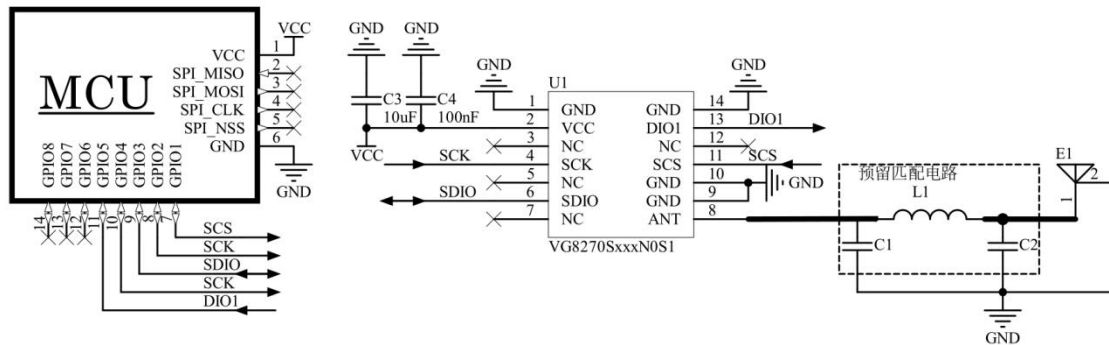 VCC
1
VCC
MCU
SPI_MISO
2
SPI_MOSI
3
SPI_CLK
4
SPI_NSS
5
GND
6
GND
GPIO8
GPIO7
GPIO6
GPIO5
GPIO4
GPIO3
GPIO2
GPIO1
14
13
12
11
10
9
8
7
SCS
SCK
SDIO
SCK
DIO1
GND
GND
C3
10uF
C4
100nF
VCC
SCK
SDIO
GND
U1
1
GND
2
VCC
3
NC
4
SCK
5
NC
6
SDIO
7
NC
GND
14
DIO1
13
NC
12
SCS
11
GND
10
GND
9
ANT
8
VG8270SxxxN0S1
GND
DIO1
SCS
GND
预留匹配电路
L1
C1
C2
GND
E1
1
2